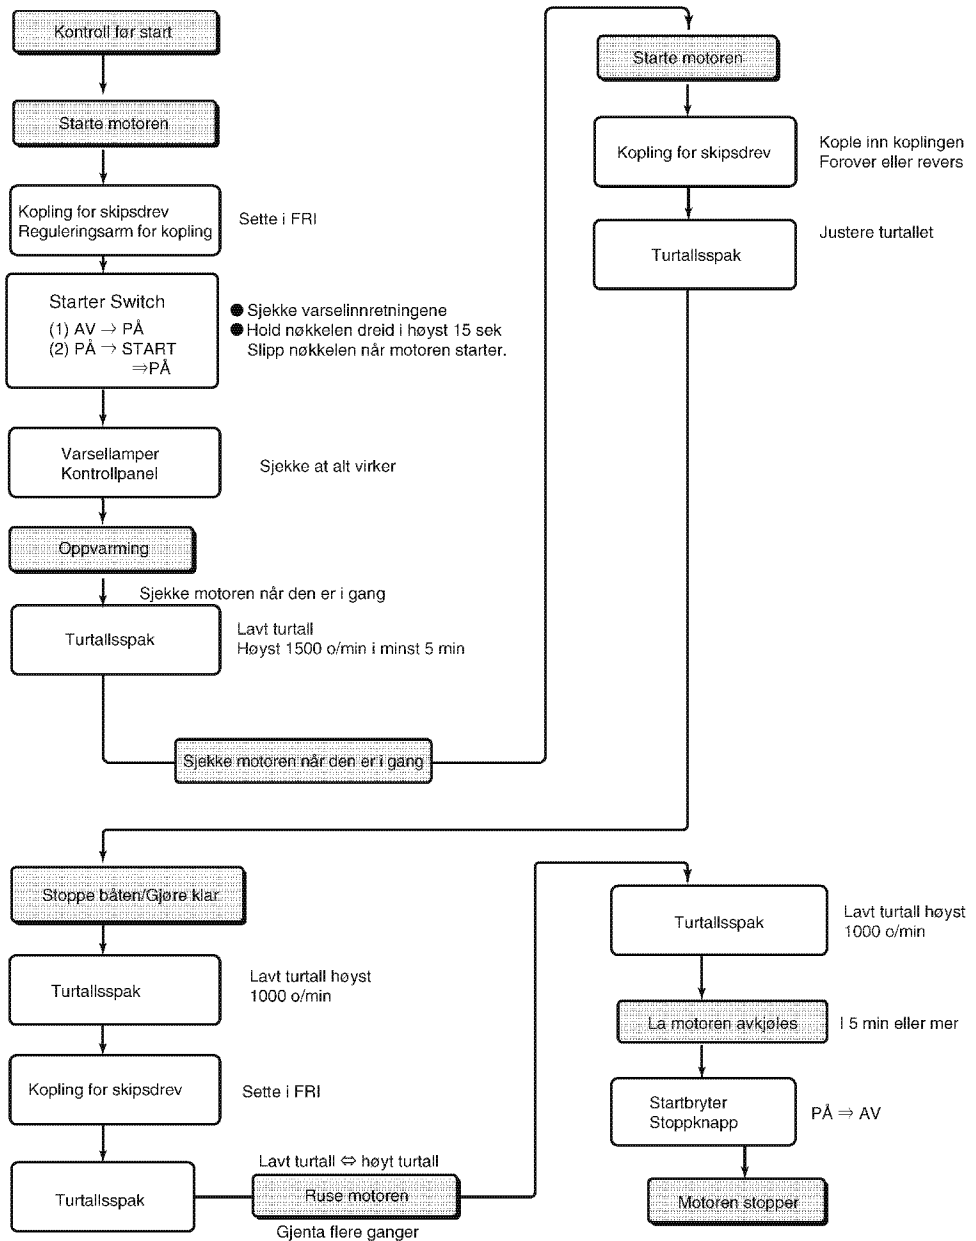 Kontroll før start
Starte motoren
Kopling for skipsdrev
Reguleringsarm for kopling
Sette i FRI
Starter Switch
(1) AV → PÅ
(2) PÅ → START
⇒PÅ
● Sjekke varselinnretningene
● Hold nøkkelen dreid i høyst 15 sek
Slipp nøkkelen når motoren starter.
Varsellamper
Kontrollpanel
Sjekke at alt virker
Oppvarming
Sjekke motoren når den er i gang
Turtallsspak
Lavt turtall
Høyst 1500 o/min i minst 5 min
Sjekke motoren når den er i gang
Starte motoren
Kopling for skipsdrev
Kople inn koplingen
Forover eller revers
Turtallsspak
Justere turtallet
Stoppe båten/Gjøre klar
Turtallsspak
Lavt turtall høyst
1000 o/min
Kopling for skipsdrev
Sette i FRI
Turtallsspak
Lavt turtall ⇔ høyt turtall
Ruse motoren
Gjenta flere ganger
Turtallsspak
Lavt turtall høyst
1000 o/min
La motoren avkjøles
I 5 min eller mer
Startbryter
Stoppknapp
PÅ ⇒ AV
Motoren stopper